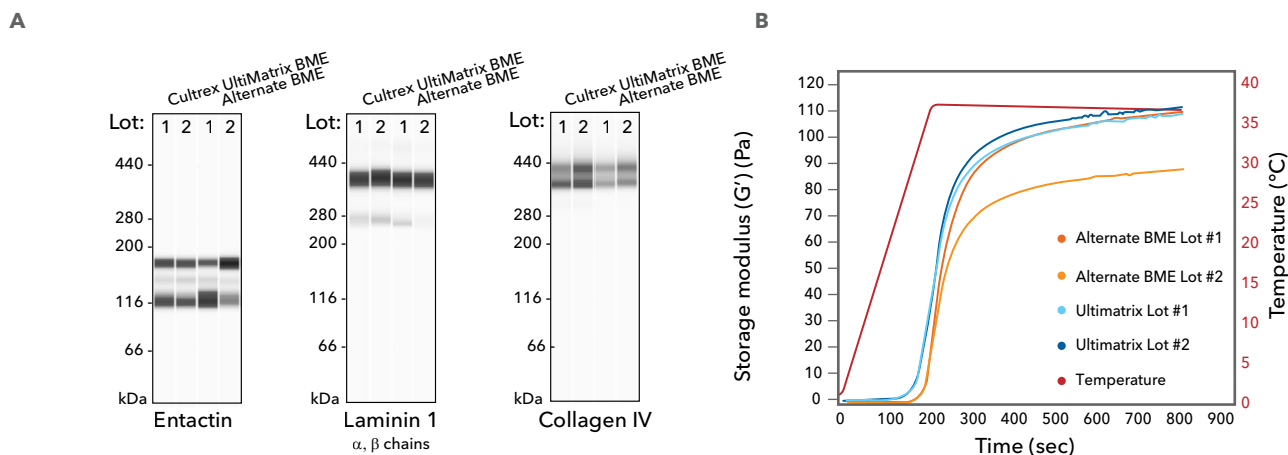 A
Cultrex UltiMatrix BME
Alternate BME
Lot: 1 2 1 2
440
280
200
116
66
kDa
Entactin
Cultrex UltiMatrix BME
Alternate BME
Lot: 1 2 1 2
440
280
200
116
66
kDa
Laminin 1
α, β chains
Cultrex UltiMatrix BME
Alternate BME
Lot: 1 2 1 2
440
280
200
116
66
kDa
Collagen IV
B
Storage modulus (G′) (Pa)
120
110
100
90
80
70
60
50
40
30
20
10
0
Alternate BME Lot #1
Alternate BME Lot #2
Ultimatrix Lot #1
Ultimatrix Lot #2
Temperature
40
35
30
25
20
15
10
5
0
Temperature (°C)
0 100 200 300 400 500 600 700 800 900
Time (sec)